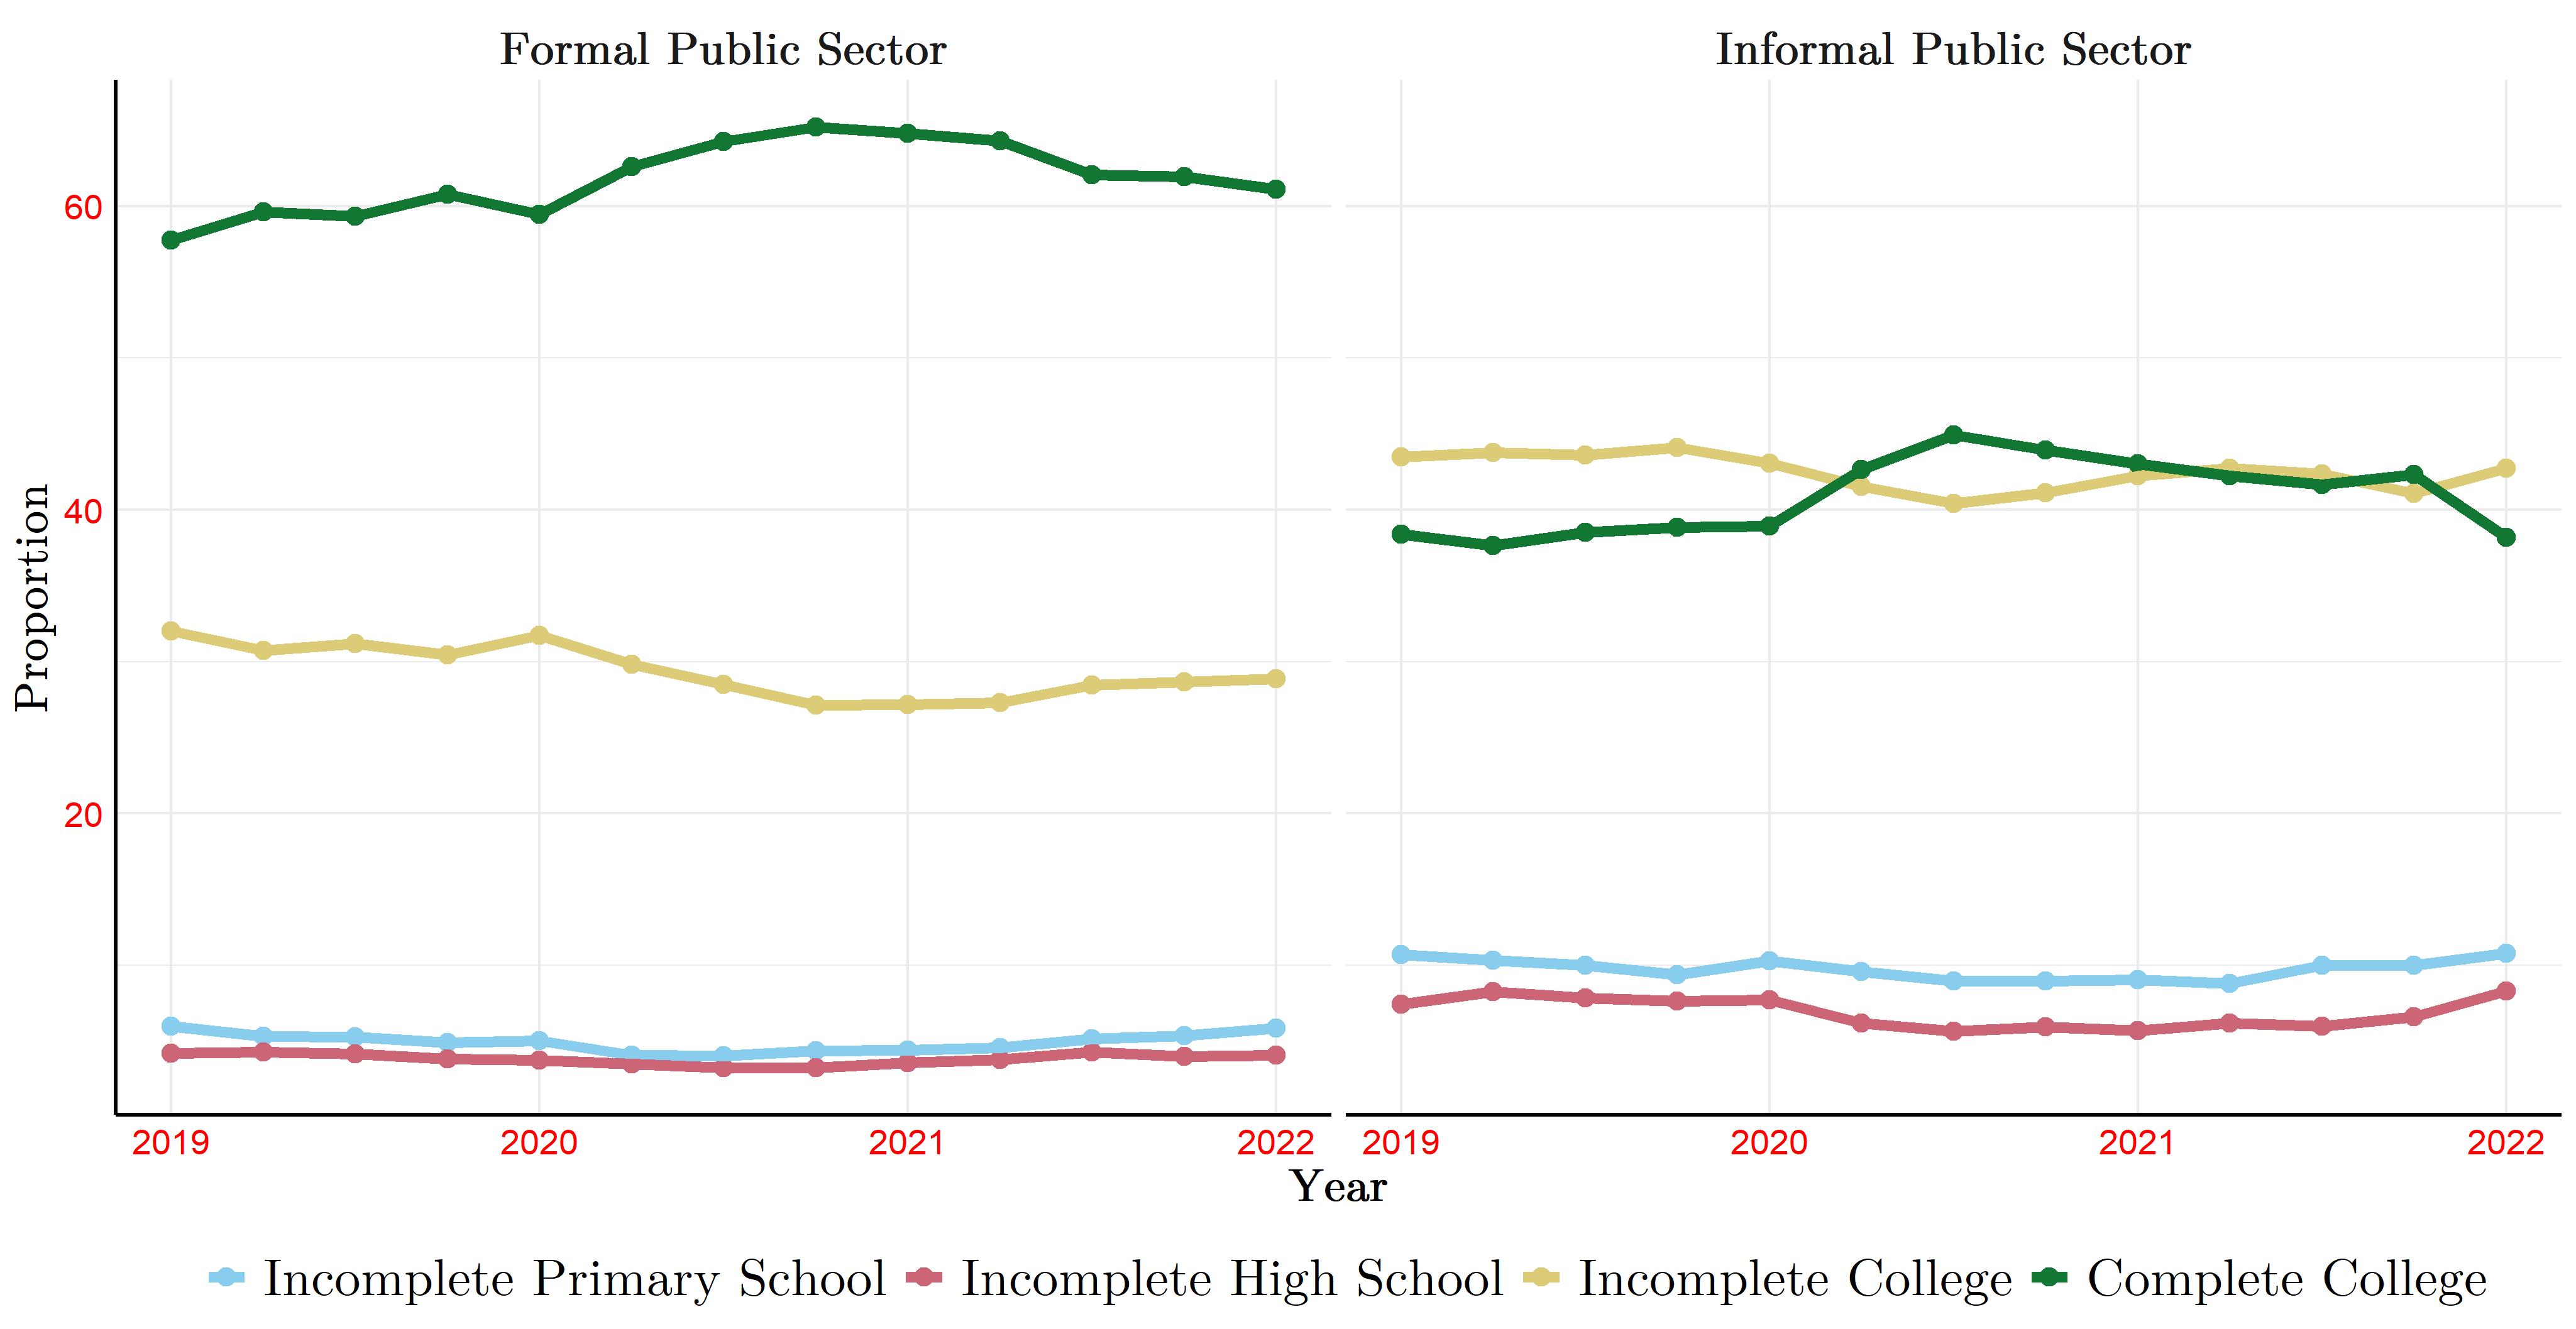 Formal Public Sector
Informal Public Sector
Proportion
60
40
20
2019 2020 2021 2022
2019 2020 2021 2022
Year
Incomplete Primary School Incomplete High School Incomplete College Complete College